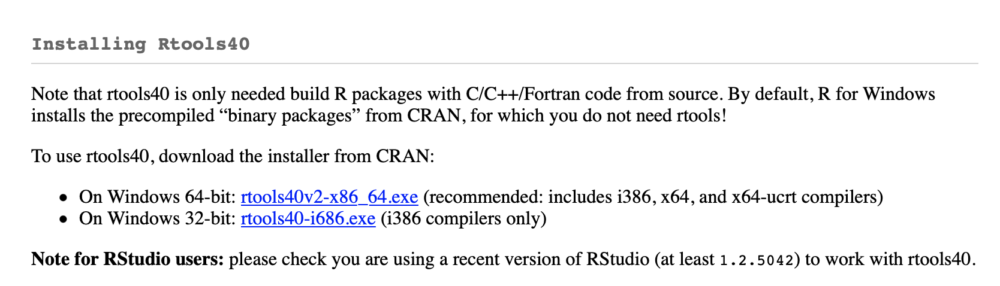 Installing Rtools40
Note that rtools40 is only needed build R packages with C/C++/Fortran code from source. By default, R for Windows
installs the precompiled “binary packages” from CRAN, for which you do not need rtools!
To use rtools40, download the installer from CRAN:
• On Windows 64-bit: rtools40v2-x86_64.exe (recommended: includes i386, x64, and x64-ucrt compilers)
• On Windows 32-bit: rtools40-i686.exe (i386 compilers only)
Note for RStudio users: please check you are using a recent version of RStudio (at least 1.2.5042) to work with rtools40.